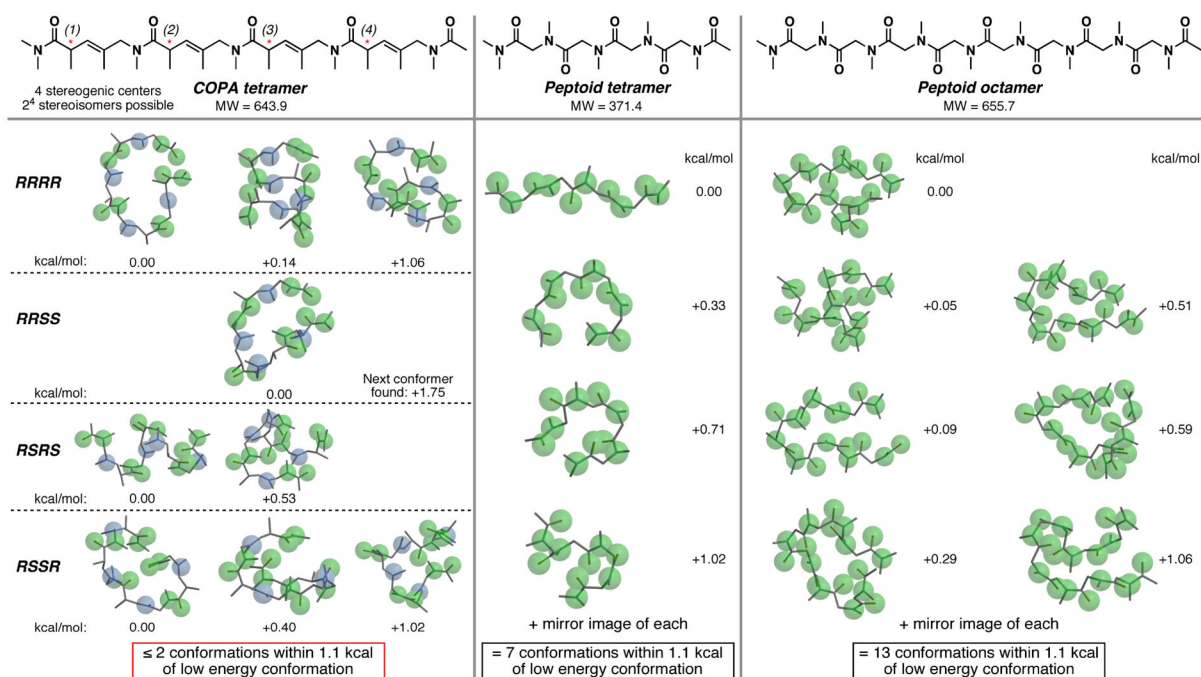 (1)
(2)
(3)
(4)
O
O
O
O
O
N
N
N
N
N
*
*
*
*
O
O
O
N
N
N
N
N
O
O
O
O
O
O
O
N
N
N
N
N
N
N
N
N
O
O
O
O
4 stereogenic centers
2⁴ stereoisomers possible
COPA tetramer
MW = 643.9
Peptoid tetramer
MW = 371.4
Peptoid octamer
MW = 655.7
RRRR
kcal/mol:
0.00
+0.14
+1.06
RRSS
kcal/mol:
0.00
Next conformer
found: +1.75
RSRS
kcal/mol:
0.00
+0.53
RSSR
kcal/mol:
0.00
+0.40
+1.02
≤ 2 conformations within 1.1 kcal
of low energy conformation
kcal/mol
0.00
+0.33
+0.71
+1.02
+ mirror image of each
= 7 conformations within 1.1 kcal
of low energy conformation
kcal/mol
kcal/mol
0.00
+0.05
+0.51
+0.09
+0.59
+0.29
+1.06
+ mirror image of each
= 13 conformations within 1.1 kcal
of low energy conformation